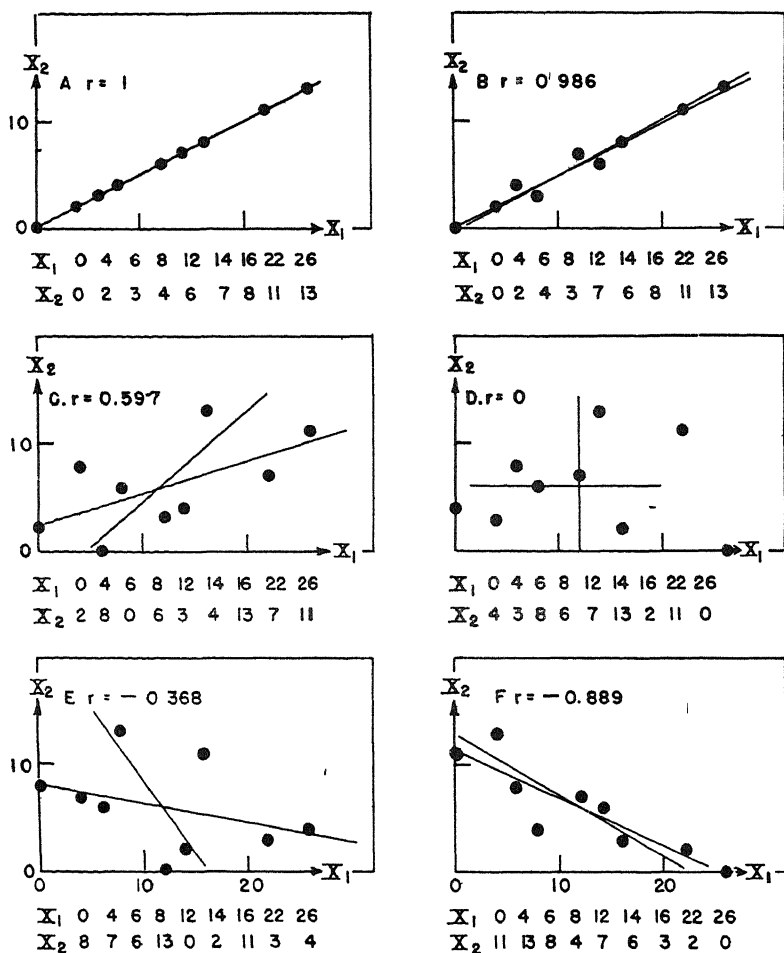 X₂
A r = 1
10
0
X₁
X₁ 0 4 6 8 12 14 16 22 26
X₂ 0 2 3 4 6 7 8 11 13
X₂
B r = 0'986
X₁
X₁ 0 4 6 8 12 14 16 22 26
X₂ 0 2 4 3 7 6 8 11 13
X₂
C. r = 0.597
10
0
X₁
X₁ 0 4 6 8 12 14 16 22 26
X₂ 2 8 0 6 3 4 13 7 11
X₂
D. r = 0
X₁
X₁ 0 4 6 8 12 14 16 22 26
X₂ 4 3 8 6 7 13 2 11 0
X₂
E r = - 0 368
10
X₁
0 10 20
X₁ 0 4 6 8 12 14 16 22 26
X₂ 8 7 6 13 0 2 11 3 4
X₂
F r = -0.889
X₁
0 10 20
X₁ 0 4 6 8 12 14 16 22 26
X₂ 11 13 8 4 7 6 3 2 0